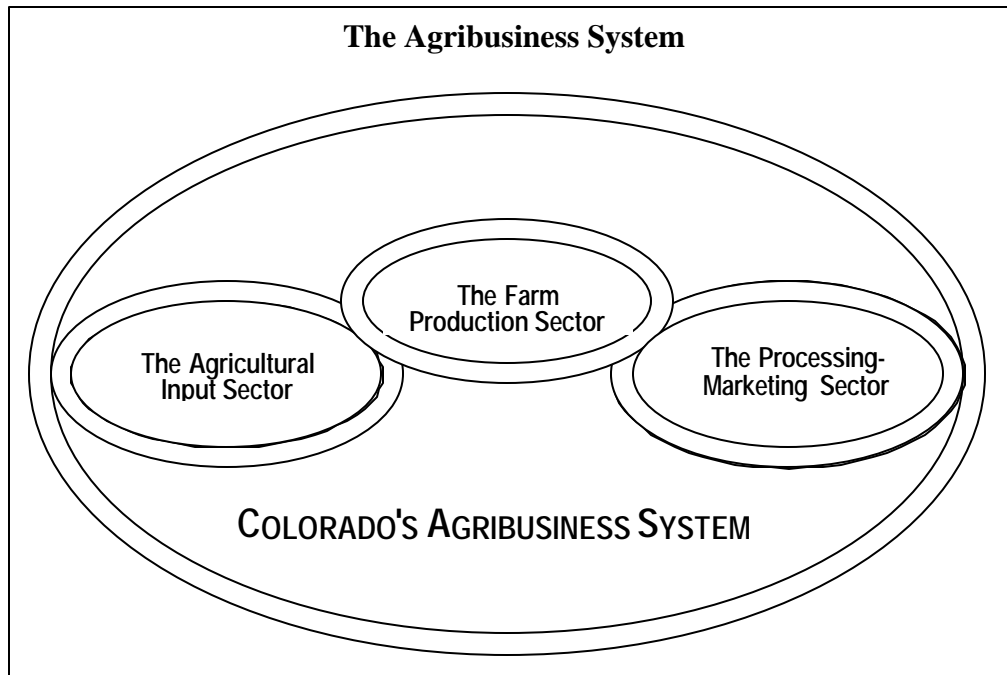 The Agribusiness System
The Farm
Production Sector
The Agricultural
Input Sector
The Processing-
Marketing Sector
COLORADO'S AGRIBUSINESS SYSTEM